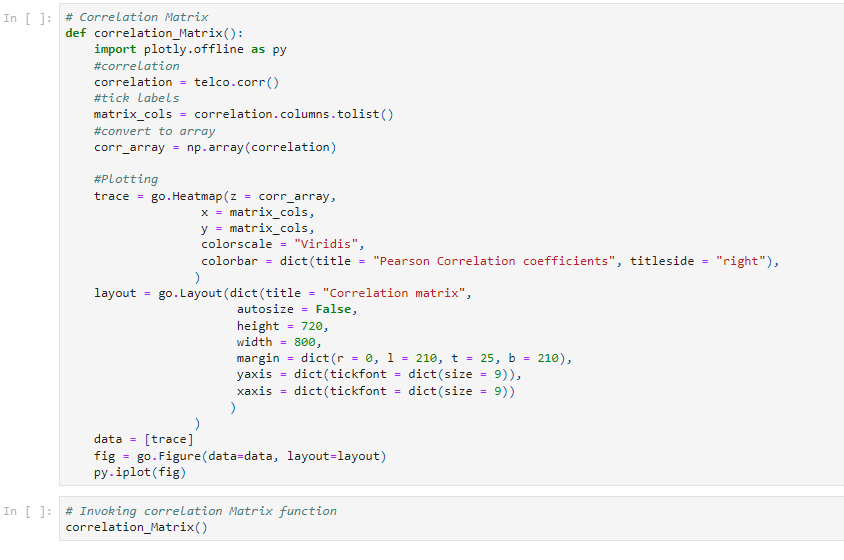 In [ ]: # Correlation Matrix
def correlation_Matrix():
    import plotly.offline as py
    #correlation
    correlation = telco.corr()
    #tick labels
    matrix_cols = correlation.columns.tolist()
    #convert to array
    corr_array = np.array(correlation)

    #Plotting
    trace = go.Heatmap(z = corr_array,
                   x = matrix_cols,
                   y = matrix_cols,
                   colorscale = "Viridis",
                   colorbar = dict(title = "Pearson Correlation coefficients", titleside = "right"),
                  )
    layout = go.Layout(dict(title = "Correlation matrix",
                        autosize = False,
                        height = 720,
                        width = 800,
                        margin = dict(r = 0, l = 210, t = 25, b = 210),
                        yaxis = dict(tickfont = dict(size = 9)),
                        xaxis = dict(tickfont = dict(size = 9))
                       )
                  )
    data = [trace]
    fig = go.Figure(data=data, layout=layout)
    py.iplot(fig)
In [ ]: # Invoking correlation Matrix function
correlation_Matrix()